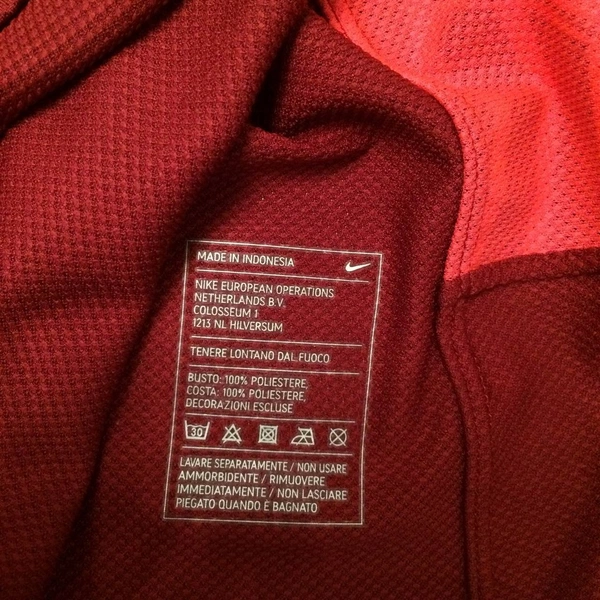 MADE IN INDONESIA
NIKE EUROPEAN OPERATIONS
NETHERLANDS B.V.
COLOSSEUM 1
1213 NL HILVERSUM
TENERE LONTANO DAL FUOCO
BUSTO: 100% POLIESTERE,
COSTA: 100% POLIESTERE,
DECORAZIONI ESCLUSE
30
LAVARE SEPARATAMENTE / NON USARE
AMMORBIDENTE / RIMUOVERE
IMMEDIATAMENTE / NON LASCIARE
PIEGATO QUANDO È BAGNATO